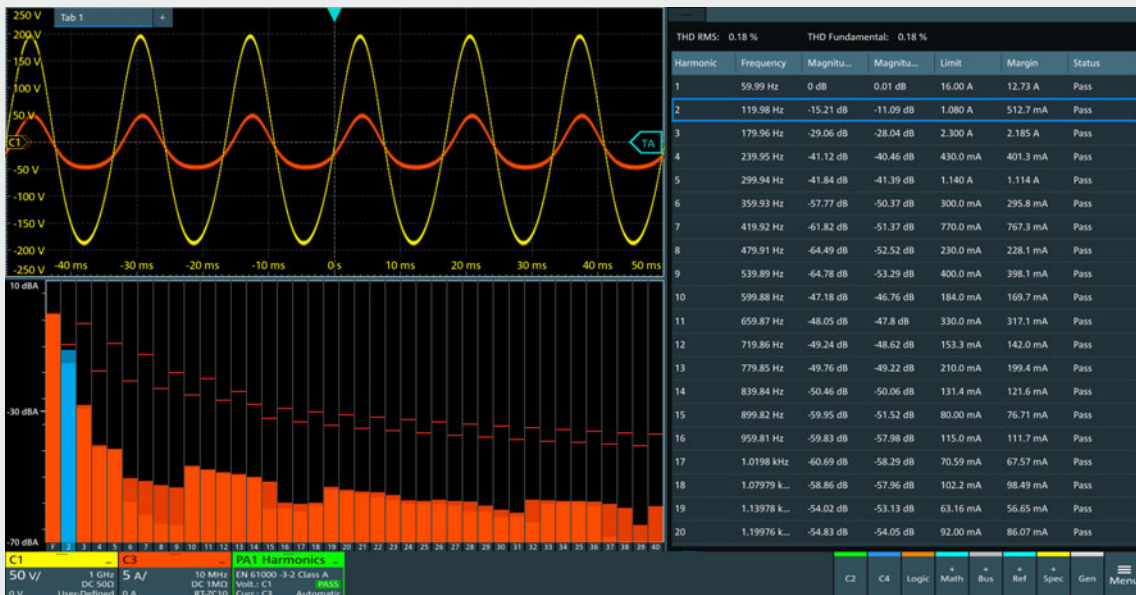 250 V
Tab 1
+
200 V
150 V
100 V
50 V
C1
TA
-50 V
-100 V
-150 V
-200 V
-250 V
-40 ms -30 ms -20 ms -10 ms 0 s 10 ms 20 ms 30 ms 40 ms 50 ms
10 dBA
-30 dBA
-70 dBA
F 2 3 4 5 6 7 8 9 10 11 12 13 14 15 16 17 18 19 20 21 22 23 24 25 26 27 28 29 30 31 32 33 34 35 36 37 38 39 40
THD RMS: 0.18 % THD Fundamental: 0.18 %
Harmonic Frequency Magnitu... Magnitu... Limit Margin Status
1 59.99 Hz 0 dB 0.01 dB 16.00 A 12.73 A Pass
2 119.98 Hz -15.21 dB -11.09 dB 1.080 A 512.7 mA Pass
3 179.96 Hz -29.06 dB -28.04 dB 2.300 A 2.185 A Pass
4 239.95 Hz -41.12 dB -40.46 dB 430.0 mA 401.3 mA Pass
5 299.94 Hz -41.84 dB -41.39 dB 1.140 A 1.114 A Pass
6 359.93 Hz -57.77 dB -50.37 dB 300.0 mA 295.8 mA Pass
7 419.92 Hz -61.82 dB -51.37 dB 770.0 mA 767.3 mA Pass
8 479.91 Hz -64.49 dB -52.52 dB 230.0 mA 228.1 mA Pass
9 539.89 Hz -64.78 dB -53.29 dB 400.0 mA 398.1 mA Pass
10 599.88 Hz -47.18 dB -46.76 dB 184.0 mA 169.7 mA Pass
11 659.87 Hz -48.05 dB -47.8 dB 330.0 mA 317.1 mA Pass
12 719.86 Hz -49.24 dB -48.62 dB 153.3 mA 142.0 mA Pass
13 779.85 Hz -49.76 dB -49.22 dB 210.0 mA 199.4 mA Pass
14 839.84 Hz -50.46 dB -50.06 dB 131.4 mA 121.6 mA Pass
15 899.82 Hz -59.95 dB -51.52 dB 80.00 mA 76.71 mA Pass
16 959.81 Hz -59.83 dB -57.98 dB 115.0 mA 111.7 mA Pass
17 1.0198 kHz -60.69 dB -58.29 dB 70.59 mA 67.57 mA Pass
18 1.07979 k... -58.86 dB -57.96 dB 102.2 mA 98.49 mA Pass
19 1.13978 k... -54.02 dB -53.13 dB 63.16 mA 56.65 mA Pass
20 1.19976 k... -54.83 dB -54.05 dB 92.00 mA 86.07 mA Pass
C1 C3 PA1 Harmonics
50 V/ 1 GHz 5 A/ 10 MHz EN 61000 -3-2 Class A
DC 50Ω DC 1MΩ Volt.: C1 PASS
0 V User-Defined 0 A RT-ZC10 Curr.: C3 Automatic
C2 C4 Logic + Math + Bus + Ref + Spec Gen Menu